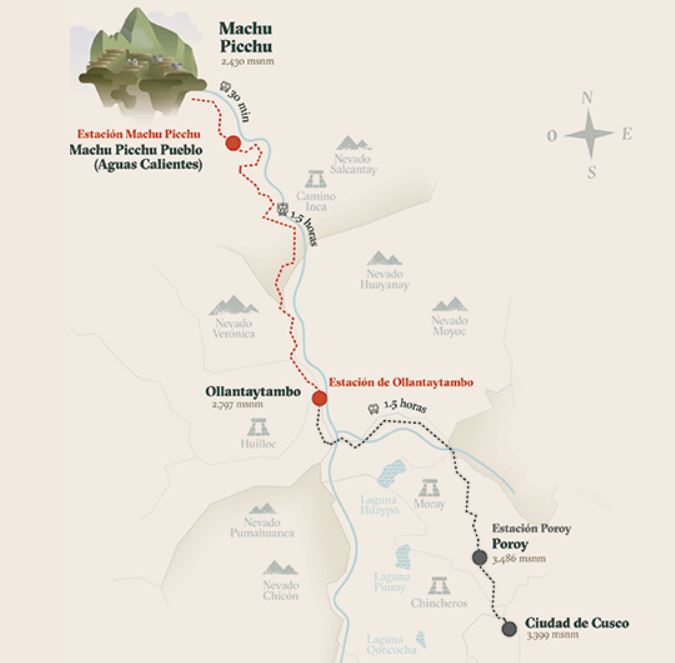 Machu
Picchu
2,430 msnm
30 min
N
O
E
S
Estación Machu Picchu
Machu Picchu Pueblo
(Aguas Calientes)
Nevado
Salcantay
Camino
Inca
1.5 horas
Nevado
Huayanay
Nevado
Verónica
Nevado
Moyoc
Estación de Ollantaytambo
Ollantaytambo
2,797 msnm
1.5 horas
Huilloc
Laguna
Huaypo
Moray
Nevado
Pumahuanca
Estación Poroy
Poroy
3,486 msnm
Laguna
Piuray
Nevado
Chicón
Chincheros
Ciudad de Cusco
3,399 msnm
Laguna
Qoricocha